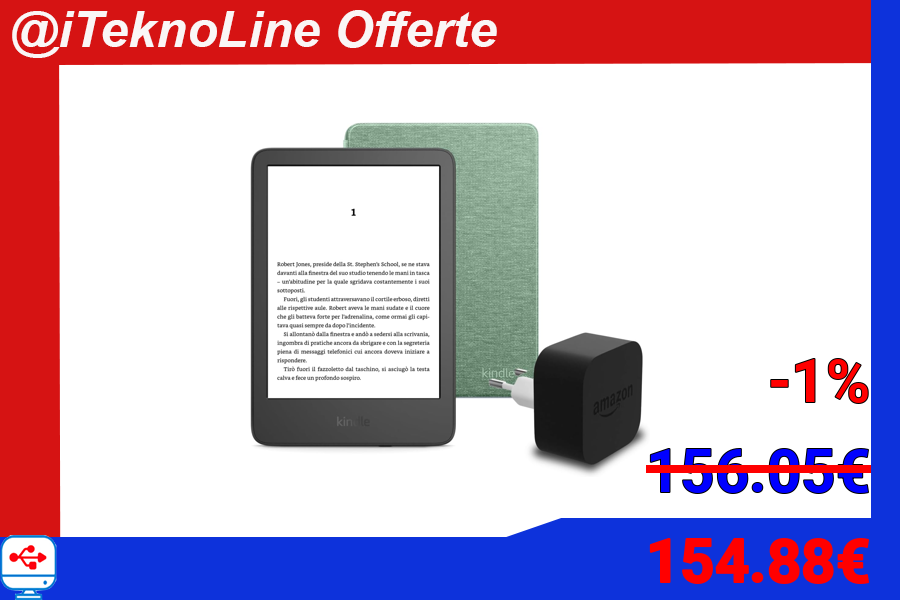 @iTeknoLine Offerte
1
Robert Jones, preside della St. Stephen's School, se ne stava
davanti alla finestra del suo studio tenendo le mani in tasca
– un'abitudine per la quale sgridava costantemente i suoi
sottoposti.
Fuori, gli studenti attraversavano il cortile erboso, diretti
alle rispettive aule. Robert aveva le mani sudate e il cuore
che gli batteva forte per l'adrenalina, come ormai gli capi-
tava quasi sempre da dopo l'incidente.
Si allontanò dalla finestra e andò a sedersi alla scrivania,
ingombra di pratiche ancora da sbrigare e con la segreteria
piena di messaggi telefonici cui ancora doveva iniziare a
rispondere.
Tirò fuori il fazzoletto dal taschino, si asciugò la testa
calva e fece un profondo sospiro.
kindle
kindle
amazon
-1%
156.05€
154.88€